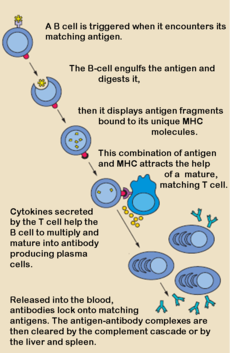 A B cell is triggered when it encounters its
matching antigen.
The B-cell engulfs the antigen and
digests it,
then it displays antigen fragments
bound to its unique MHC
molecules.
This combination of antigen
and MHC attracts the help
of a mature,
matching T cell.
Cytokines secreted
by the T cell help the
B cell to multiply and
mature into antibody
producing plasma
cells.
Released into the blood,
antibodies lock onto matching
antigens. The antigen-antibody complexes are
then cleared by the complement cascade or by
the liver and spleen.